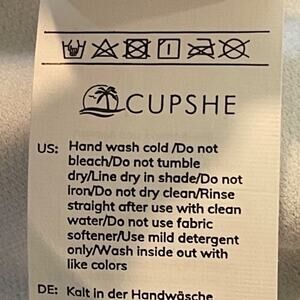 CUPSHE
US: Hand wash cold /Do not
bleach/Do not tumble
dry/Line dry in shade/Do not
iron/Do not dry clean/Rinse
straight after use with clean
water/Do not use fabric
softener/Use mild detergent
only/Wash inside out with
like colors
DE: Kalt in der Handwäsche